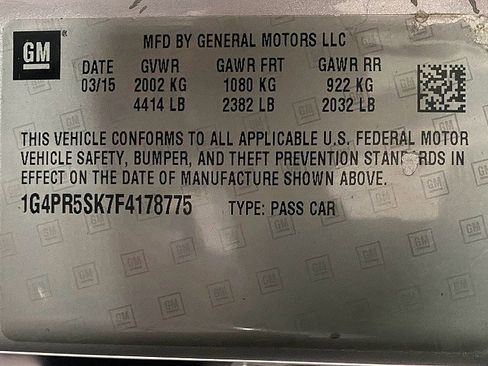 GM
MFD BY GENERAL MOTORS LLC
DATE GVWR GAWR FRT GAWR RR
03/15 2002 KG 1080 KG 922 KG
4414 LB 2382 LB 2032 LB
THIS VEHICLE CONFORMS TO ALL APPLICABLE U.S. FEDERAL MOTOR
VEHICLE SAFETY, BUMPER, AND THEFT PREVENTION STANDARDS IN
EFFECT ON THE DATE OF MANUFACTURE SHOWN ABOVE.
1G4PR5SK7F4178775 TYPE: PASS CAR